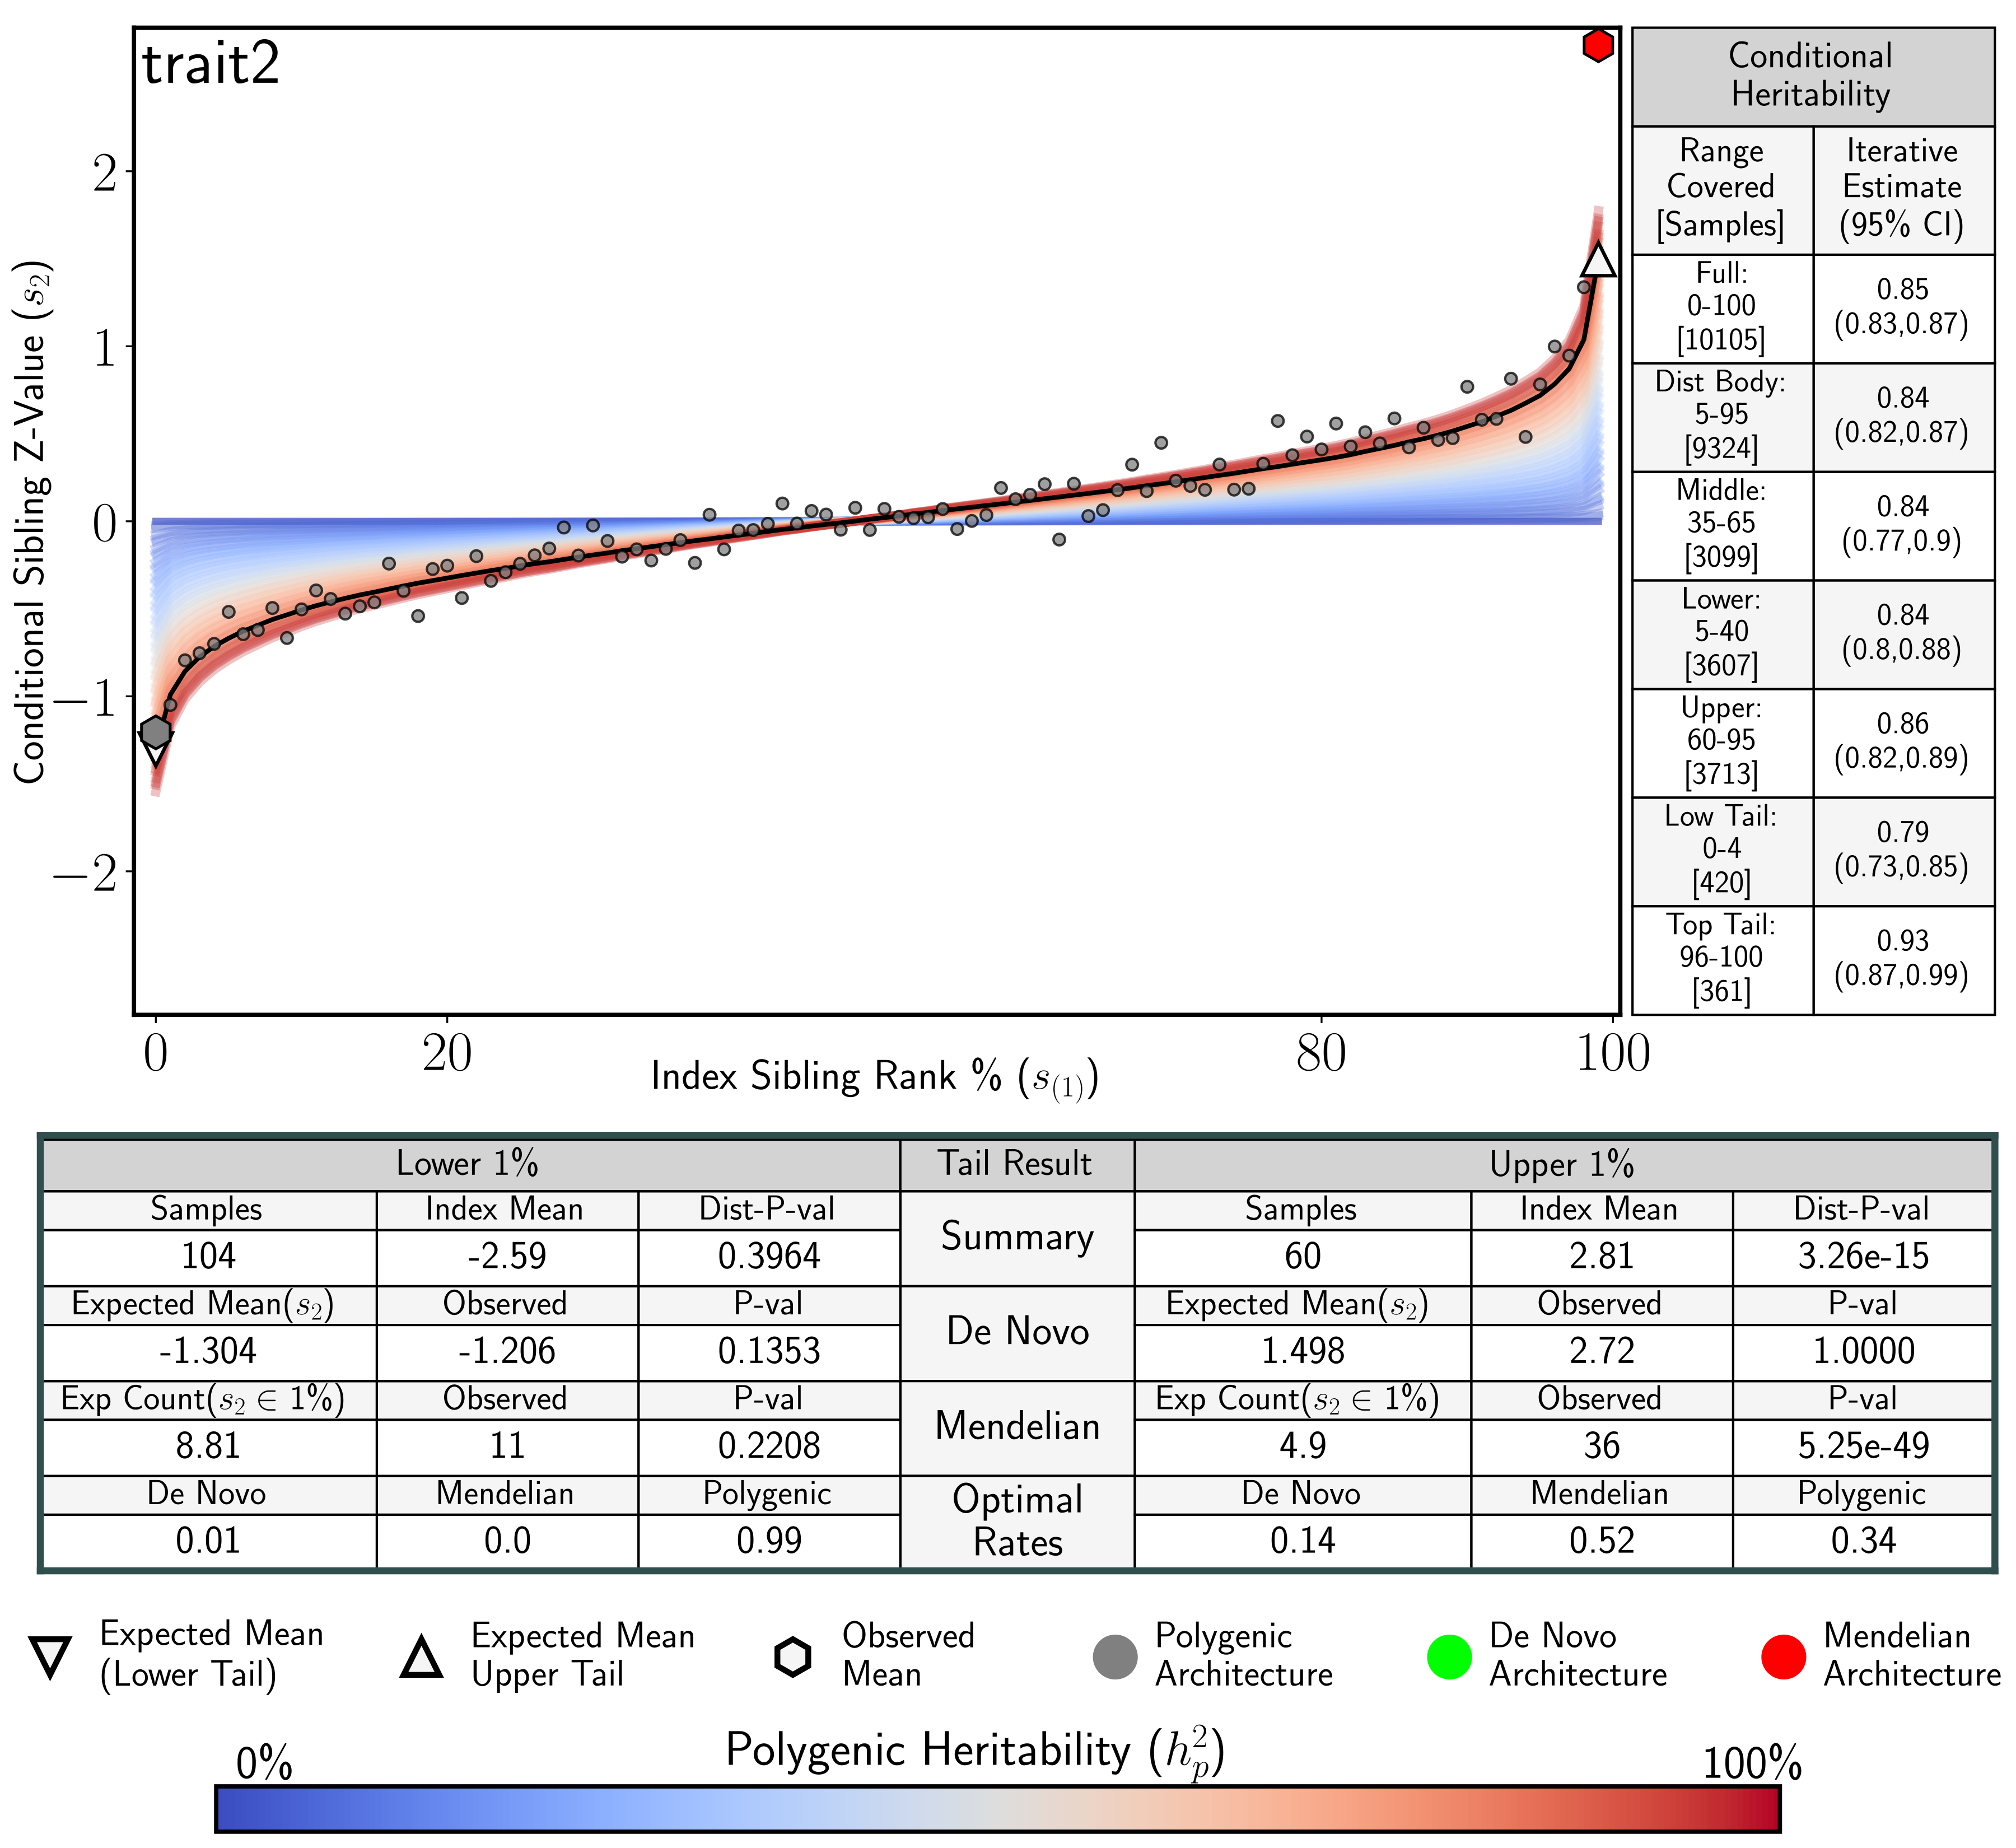 trait2
2
1
0
−1
−2
Conditional Sibling Z-Value (s₂)
0
20
80
100
Index Sibling Rank % (s₍₁₎)
Conditional
Heritability
Range
Covered
[Samples]
Iterative
Estimate
(95% CI)
Full:
0-100
[10105]
0.85
(0.83,0.87)
Dist Body:
5-95
[9324]
0.84
(0.82,0.87)
Middle:
35-65
[3099]
0.84
(0.77,0.9)
Lower:
5-40
[3607]
0.84
(0.8,0.88)
Upper:
60-95
[3713]
0.86
(0.82,0.89)
Low Tail:
0-4
[420]
0.79
(0.73,0.85)
Top Tail:
96-100
[361]
0.93
(0.87,0.99)
Lower 1% Tail Result Upper 1%
Samples Index Mean Dist-P-val Summary Samples Index Mean Dist-P-val
104 -2.59 0.3964 60 2.81 3.26e-15
Expected Mean(s₂) Observed P-val De Novo Expected Mean(s₂) Observed P-val
-1.304 -1.206 0.1353 1.498 2.72 1.0000
Exp Count(s₂ ∈ 1%) Observed P-val Mendelian Exp Count(s₂ ∈ 1%) Observed P-val
8.81 11 0.2208 4.9 36 5.25e-49
De Novo Mendelian Polygenic Optimal De Novo Mendelian Polygenic
0.01 0.0 0.99 Rates 0.14 0.52 0.34
Expected Mean
(Lower Tail)
Expected Mean
Upper Tail
Observed
Mean
Polygenic
Architecture
De Novo
Architecture
Mendelian
Architecture
Polygenic Heritability (h²ₚ)
0%
100%